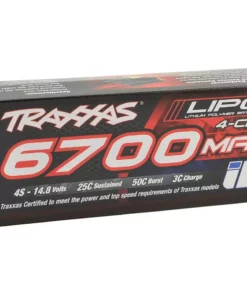 TRAXXAS
LIPO
LITHIUM POLYMER
4-C
6700 MA
4S - 14.8 Volts 25C Sustained 50C Burst 3C Charge
Traxxas Certified to meet the power and top speed requirements of Traxxas models
iD